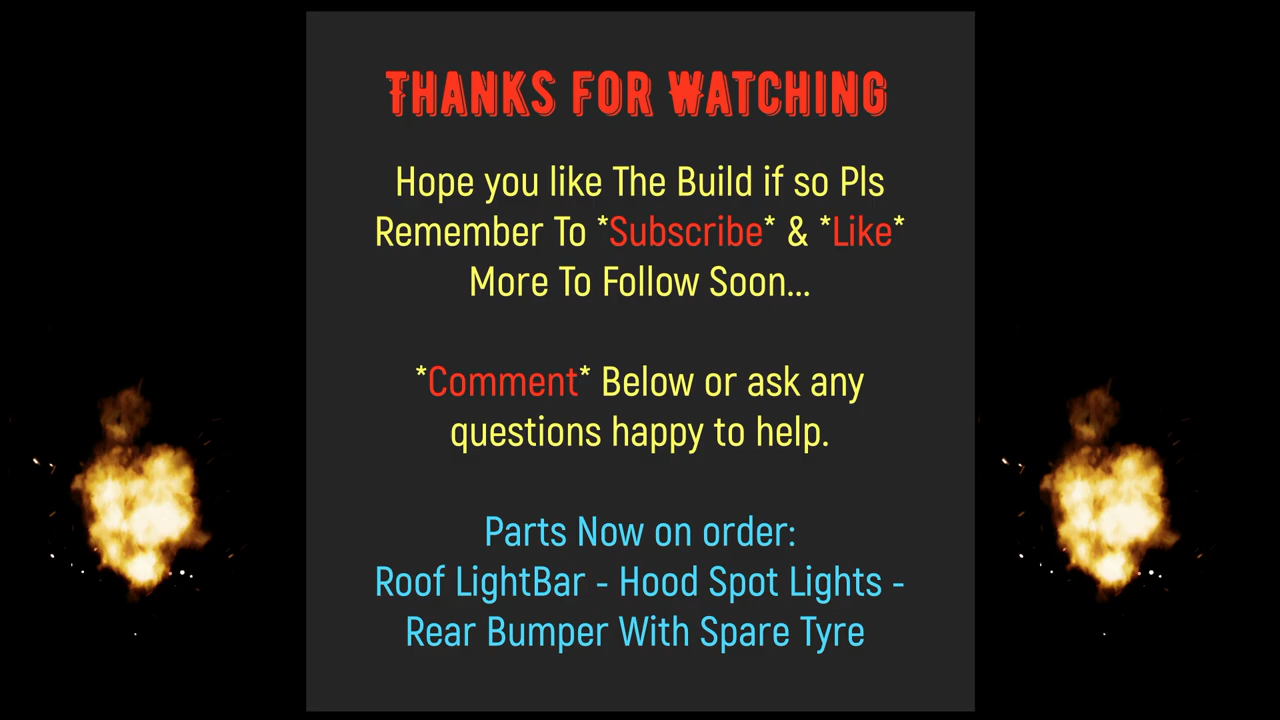 Thanks for Watching
Hope you like The Build if so Pls
Remember To *Subscribe* & *Like*
More To Follow Soon...
*Comment* Below or ask any
questions happy to help.
Parts Now on order:
Roof LightBar - Hood Spot Lights -
Rear Bumper With Spare Tyre